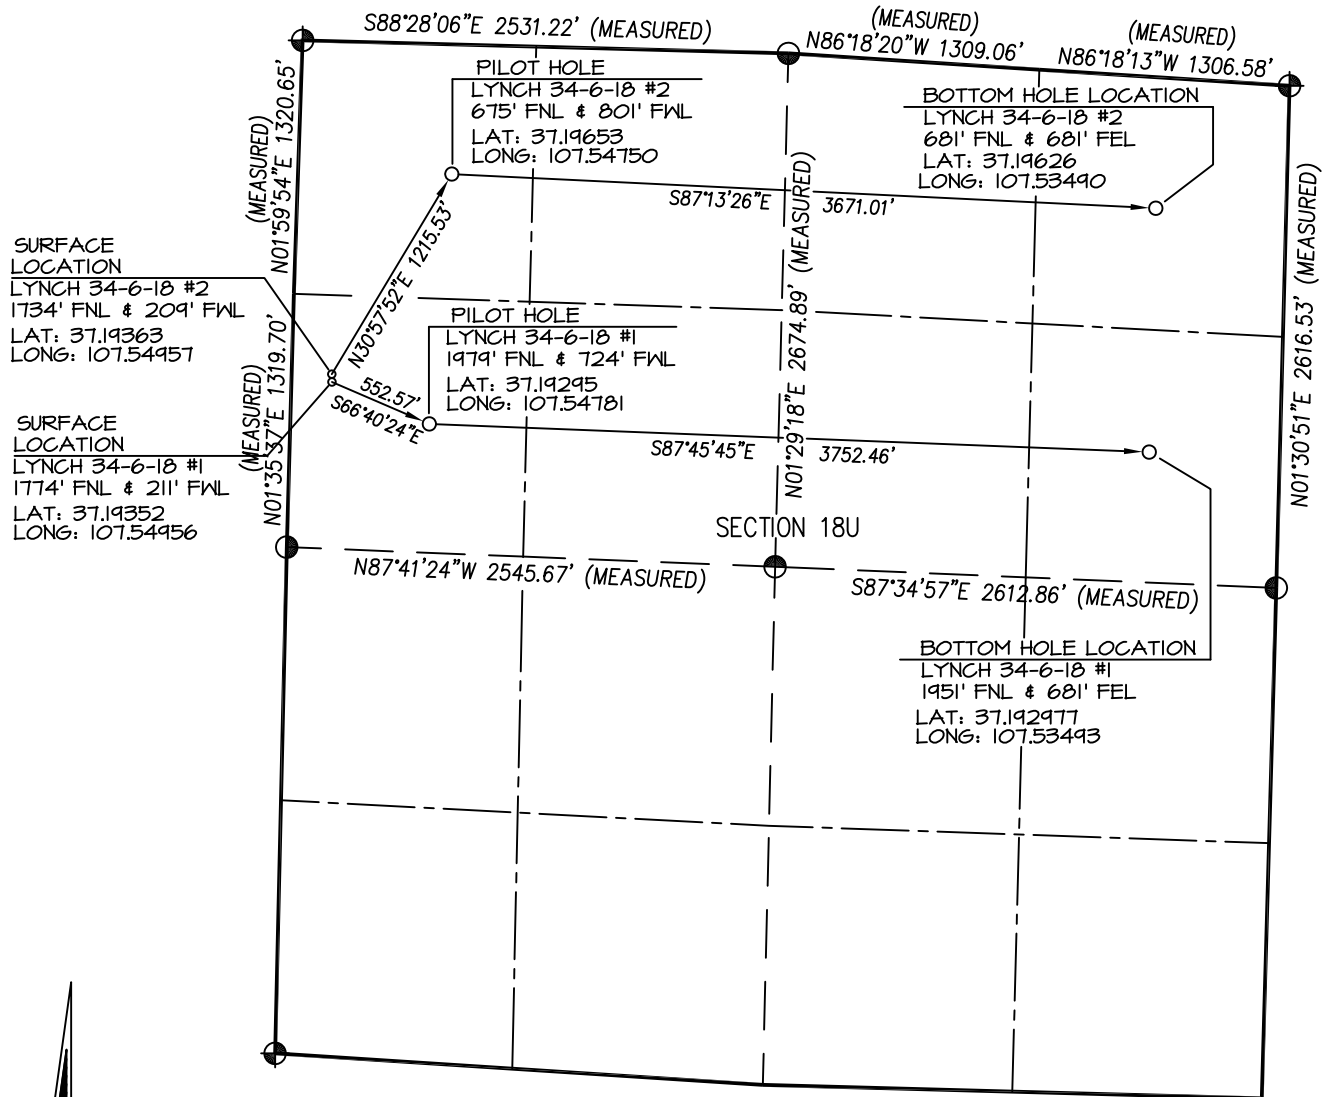 S88°28'06"E 2531.22' (MEASURED)
(MEASURED)
N86°18'20"W 1309.06'
(MEASURED)
N86°18'13"W 1306.58'
(MEASURED)
N01°59'54"E 1320.65'
PILOT HOLE
LYNCH 34-6-18 #2
675' FNL & 801' FWL
LAT: 37.19653
LONG: 107.54750
BOTTOM HOLE LOCATION
LYNCH 34-6-18 #2
681' FNL & 681' FEL
LAT: 37.19626
LONG: 107.53490
S87°13'26"E 3671.01'
N30°57'52"E 1215.53'
SURFACE
LOCATION
LYNCH 34-6-18 #2
1734' FNL & 209' FWL
LAT: 37.19363
LONG: 107.54957
PILOT HOLE
LYNCH 34-6-18 #1
1979' FNL & 724' FWL
LAT: 37.19295
LONG: 107.54781
N01°29'18"E 2674.89' (MEASURED)
N01°30'51"E 2616.53' (MEASURED)
552.57'
S66°40'24"E
(MEASURED)
N01°35'37"E 1319.70'
SURFACE
LOCATION
LYNCH 34-6-18 #1
1774' FNL & 211' FWL
LAT: 37.19352
LONG: 107.54956
S87°45'45"E 3752.46'
SECTION 18U
N87°41'24"W 2545.67' (MEASURED)
S87°34'57"E 2612.86' (MEASURED)
BOTTOM HOLE LOCATION
LYNCH 34-6-18 #1
1951' FNL & 681' FEL
LAT: 37.192977
LONG: 107.53493